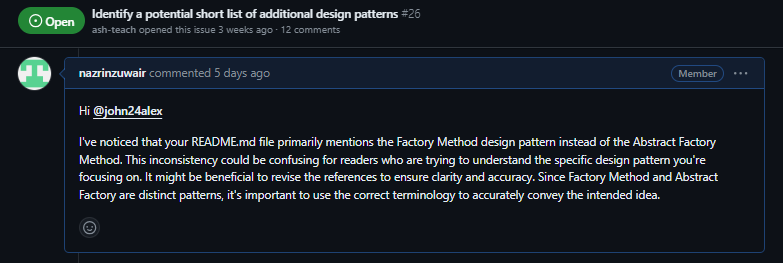 Open
Identify a potential short list of additional design patterns #26
ash-teach opened this issue 3 weeks ago · 12 comments
nazrinzuwair commented 5 days ago
Member
Hi @john24alex
I've noticed that your README.md file primarily mentions the Factory Method design pattern instead of the Abstract Factory
Method. This inconsistency could be confusing for readers who are trying to understand the specific design pattern you're
focusing on. It might be beneficial to revise the references to ensure clarity and accuracy. Since Factory Method and Abstract
Factory are distinct patterns, it's important to use the correct terminology to accurately convey the intended idea.